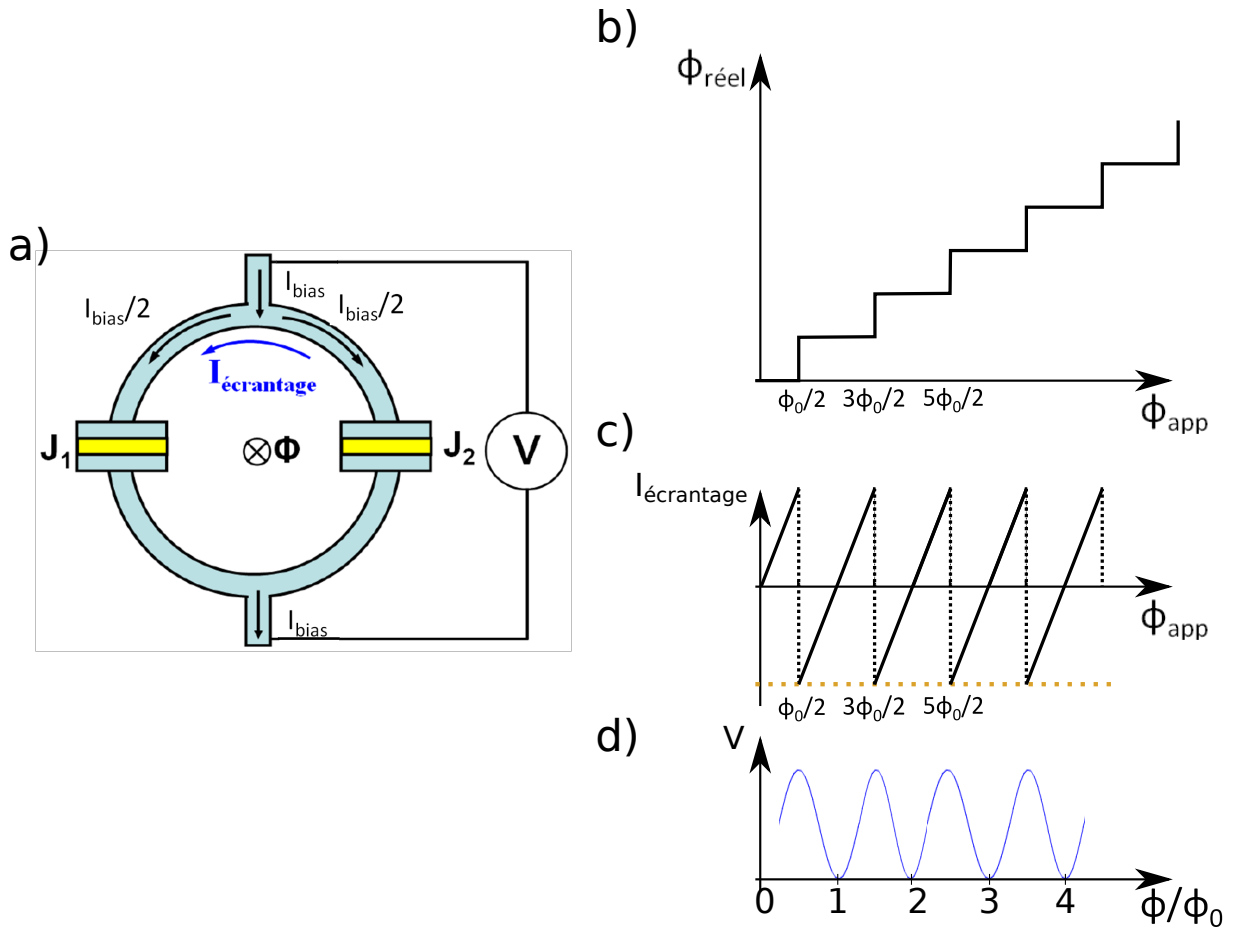 a)
I_bias
I_bias/2
I_bias/2
I_écrantage
J_1
⊗Φ
J_2
V
I_bias
b)
ϕ_réel
ϕ_0/2 3ϕ_0/2 5ϕ_0/2
ϕ_app
c)
I_écrantage
ϕ_app
ϕ_0/2 3ϕ_0/2 5ϕ_0/2
d)
V
0 1 2 3 4
ϕ/ϕ_0